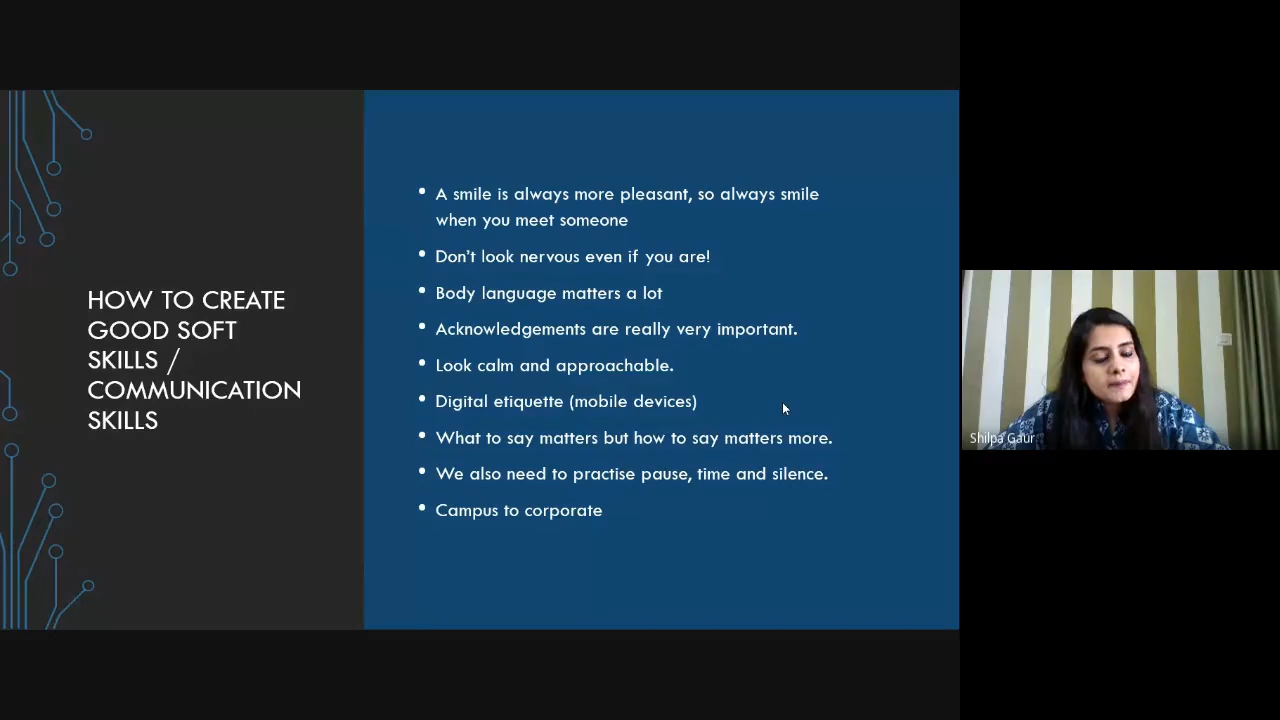 HOW TO CREATE
GOOD SOFT
SKILLS /
COMMUNICATION
SKILLS
• A smile is always more pleasant, so always smile
when you meet someone
• Don't look nervous even if you are!
• Body language matters a lot
• Acknowledgements are really very important.
• Look calm and approachable.
• Digital etiquette (mobile devices)
• What to say matters but how to say matters more.
• We also need to practise pause, time and silence.
• Campus to corporate
Shilpa Gaur